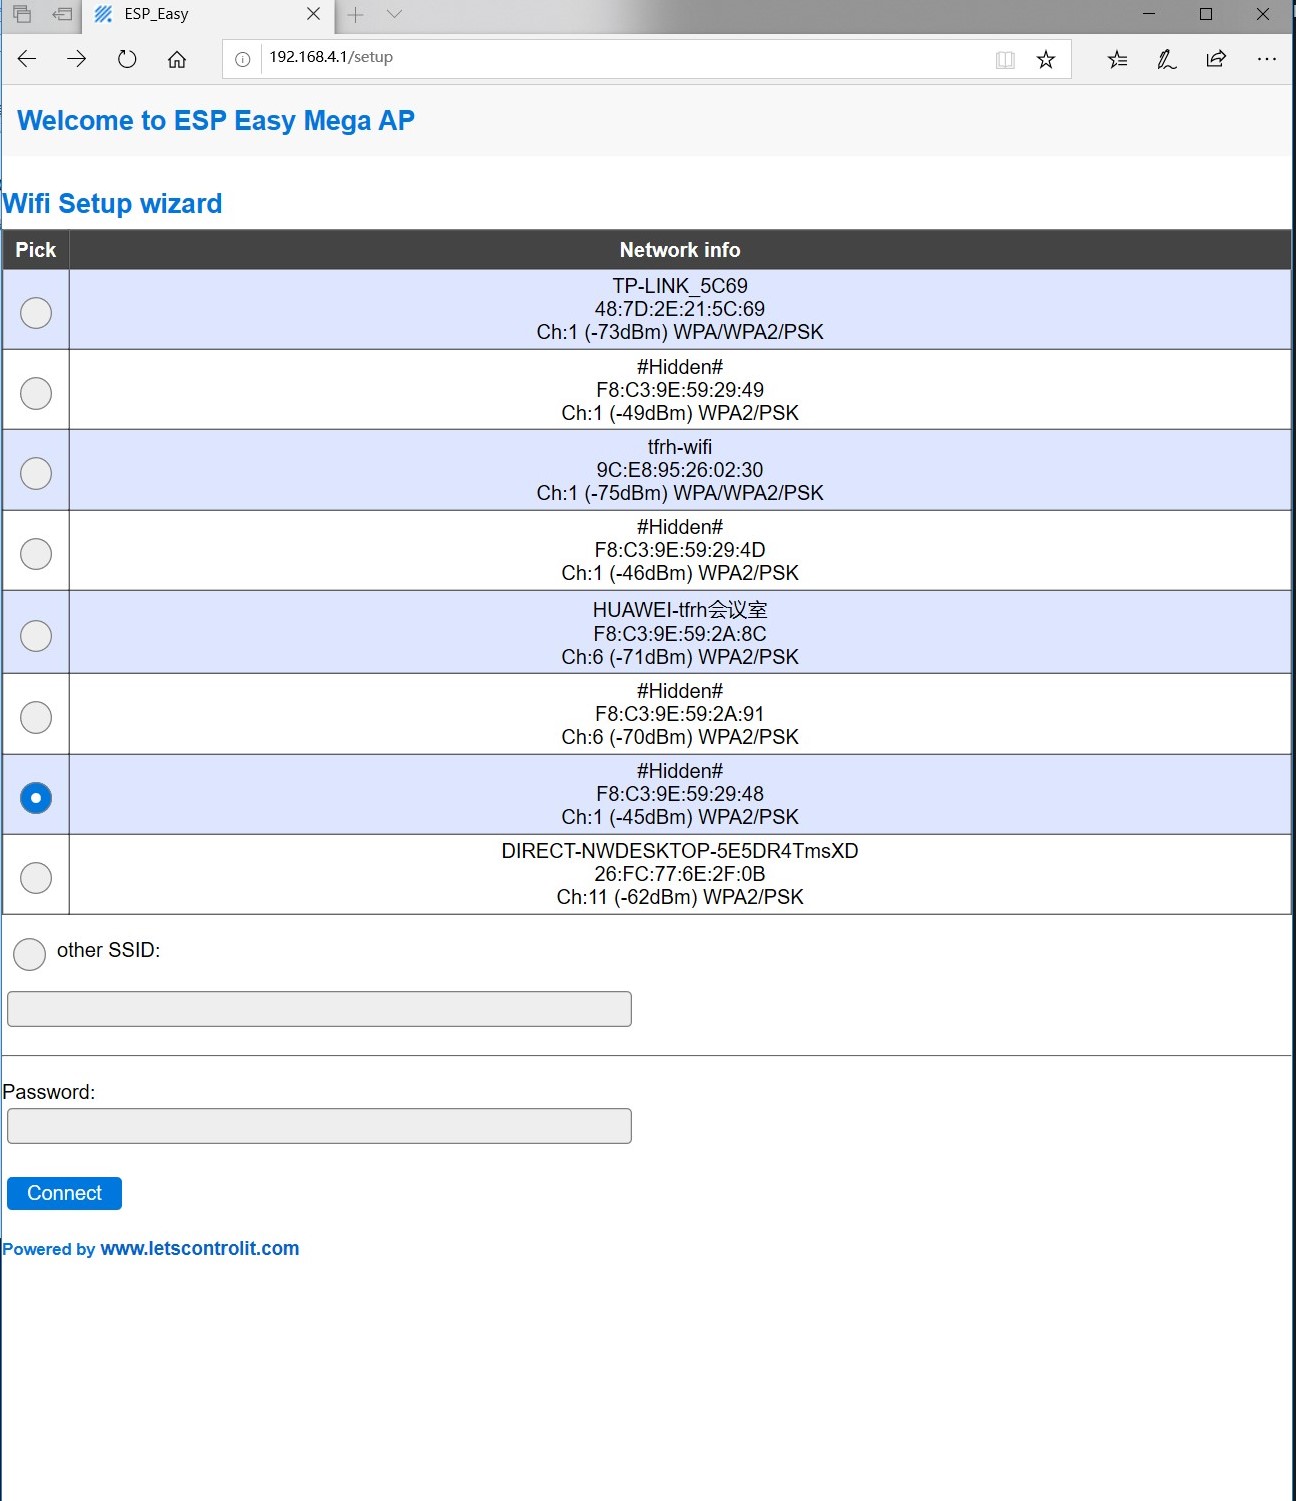 ESP_Easy
192.168.4.1/setup
Welcome to ESP Easy Mega AP
Wifi Setup wizard
Pick Network info
TP-LINK_5C69
48:7D:2E:21:5C:69
Ch:1 (-73dBm) WPA/WPA2/PSK
#Hidden#
F8:C3:9E:59:29:49
Ch:1 (-49dBm) WPA2/PSK
tfrh-wifi
9C:E8:95:26:02:30
Ch:1 (-75dBm) WPA/WPA2/PSK
#Hidden#
F8:C3:9E:59:29:4D
Ch:1 (-46dBm) WPA2/PSK
HUAWEI-tfrh会议室
F8:C3:9E:59:2A:8C
Ch:6 (-71dBm) WPA2/PSK
#Hidden#
F8:C3:9E:59:2A:91
Ch:6 (-70dBm) WPA2/PSK
#Hidden#
F8:C3:9E:59:29:48
Ch:1 (-45dBm) WPA2/PSK
DIRECT-NWDESKTOP-5E5DR4TmsXD
26:FC:77:6E:2F:0B
Ch:11 (-62dBm) WPA2/PSK
other SSID:
Password:
Connect
Powered by www.letscontrolit.com